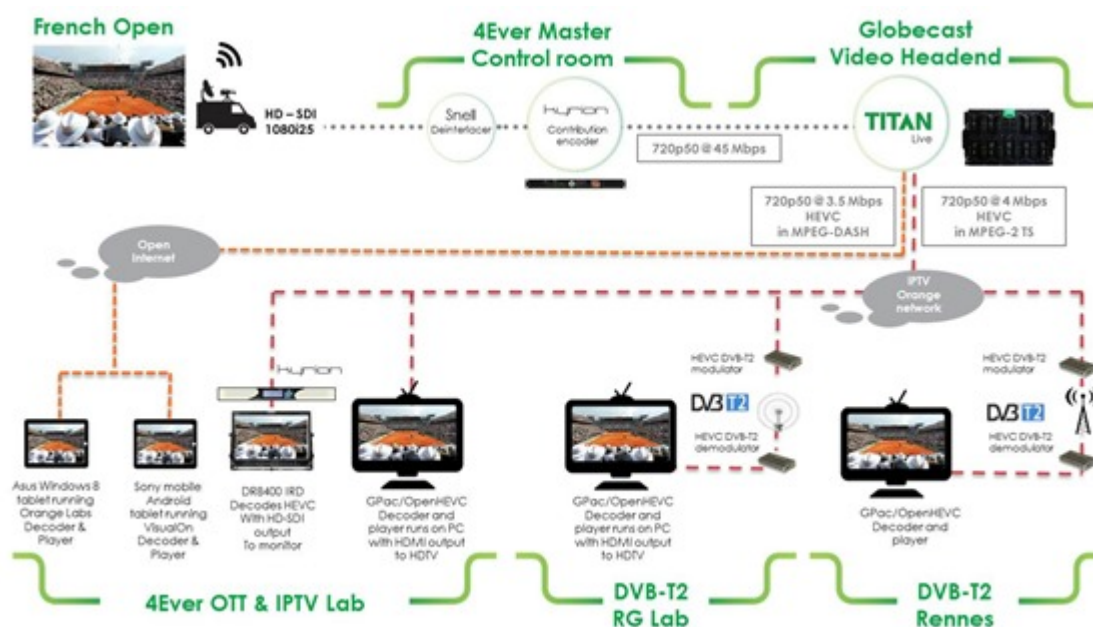 French Open
HD – SDI
1080i25
4Ever Master
Control room
Snell
Deinterlacer
kyrion
Contribution
encoder
720p50 @ 45 Mbps
Globecast
Video Headend
TITAN
Live
720p50 @ 3.5 Mbps
HEVC
in MPEG-DASH
720p50 @ 4 Mbps
HEVC
in MPEG-2 TS
Open
Internet
IPTV
Orange
network
kyrion
HEVC DVB-T2
modulator
DVB T2
HEVC DVB-T2
demodulator
HEVC DVB-T2
modulator
DVB T2
HEVC DVB-T2
demodulator
Asus Windows 8
tablet running
Orange Labs
Decoder &
Player
Sony mobile
Android
tablet running
VisualOn
Decoder &
Player
DR8400 IRD
Decodes HEVC
With HD-SDI
output
To monitor
GPac/OpenHEVC
Decoder and
player runs on PC
with HDMI output
to HDTV
GPac/OpenHEVC
Decoder and
player runs on PC
with HDMI output
to HDTV
GPac/OpenHEVC
Decoder and
player
4Ever OTT & IPTV Lab
DVB-T2
RG Lab
DVB-T2
Rennes